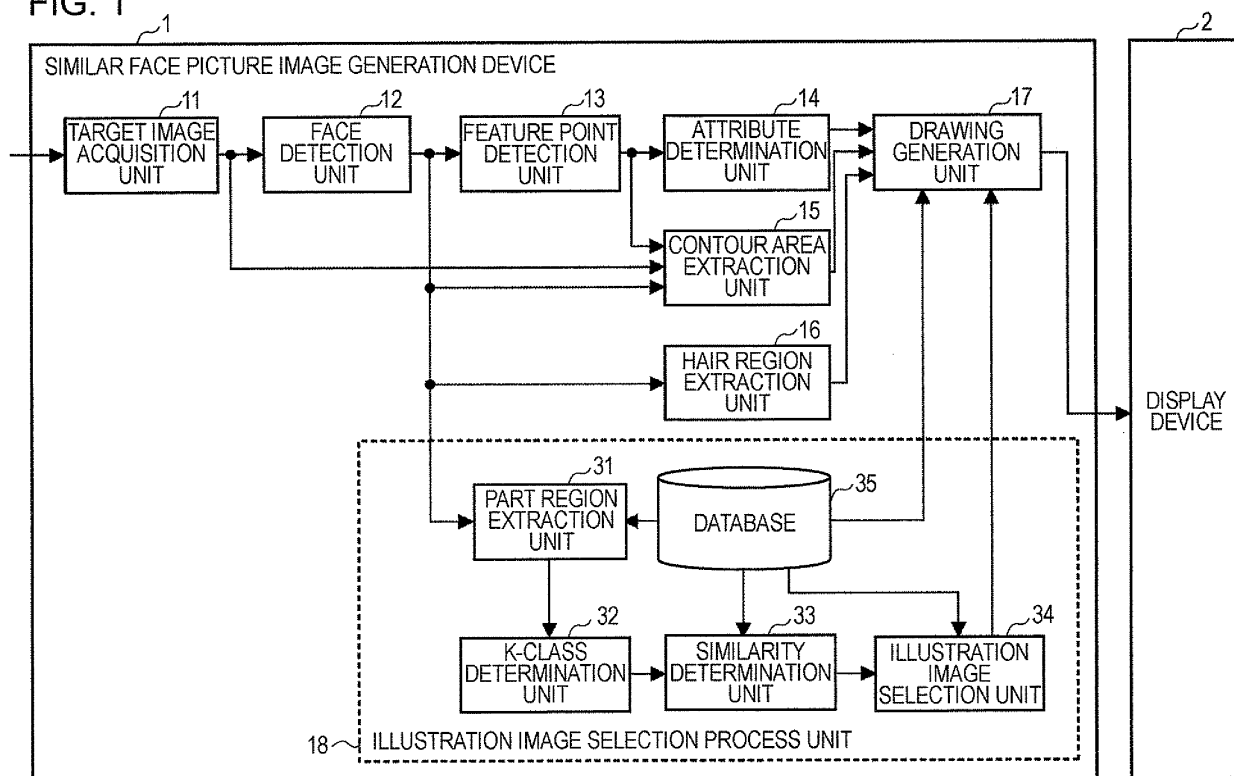 FIG. 1
1
2
SIMILAR FACE PICTURE IMAGE GENERATION DEVICE
11
TARGET IMAGE
ACQUISITION
UNIT
12
FACE
DETECTION
UNIT
13
FEATURE POINT
DETECTION
UNIT
14
ATTRIBUTE
DETERMINATION
UNIT
17
DRAWING
GENERATION
UNIT
15
CONTOUR AREA
EXTRACTION
UNIT
16
HAIR REGION
EXTRACTION
UNIT
DISPLAY
DEVICE
31
PART REGION
EXTRACTION
UNIT
35
DATABASE
32
K-CLASS
DETERMINATION
UNIT
33
SIMILARITY
DETERMINATION
UNIT
34
ILLUSTRATION
IMAGE
SELECTION UNIT
18
ILLUSTRATION IMAGE SELECTION PROCESS UNIT